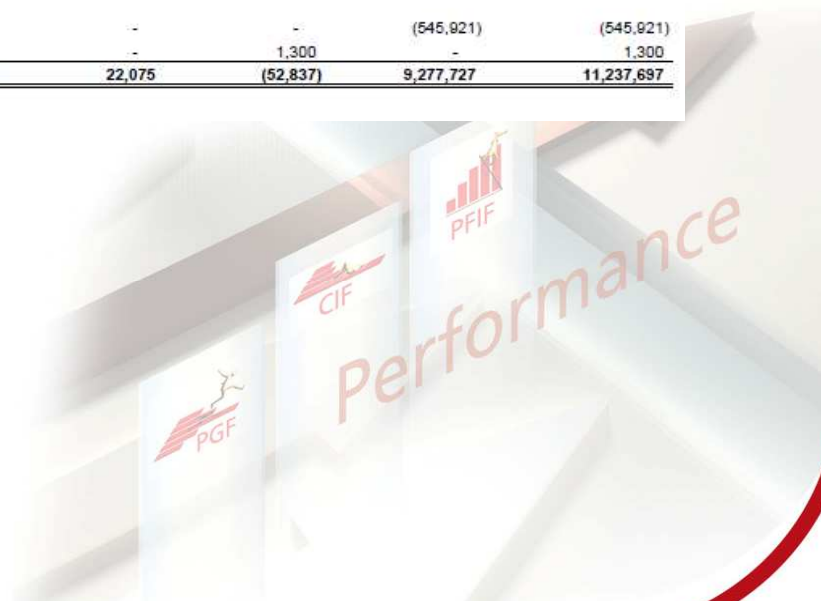 - - (545,921) (545,921)
- 1,300 - 1,300
22,075 (52,837) 9,277,727 11,237,697
PFIF
CIF
Performance
PGF